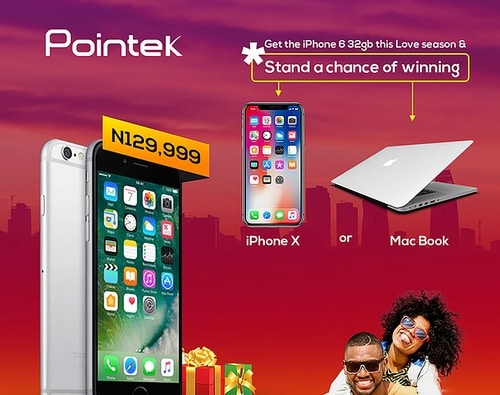 Pointek
Get the iPhone 6 32gb this Love season &
*Stand a chance of winning
N129,999
iPhone X
or
Mac Book